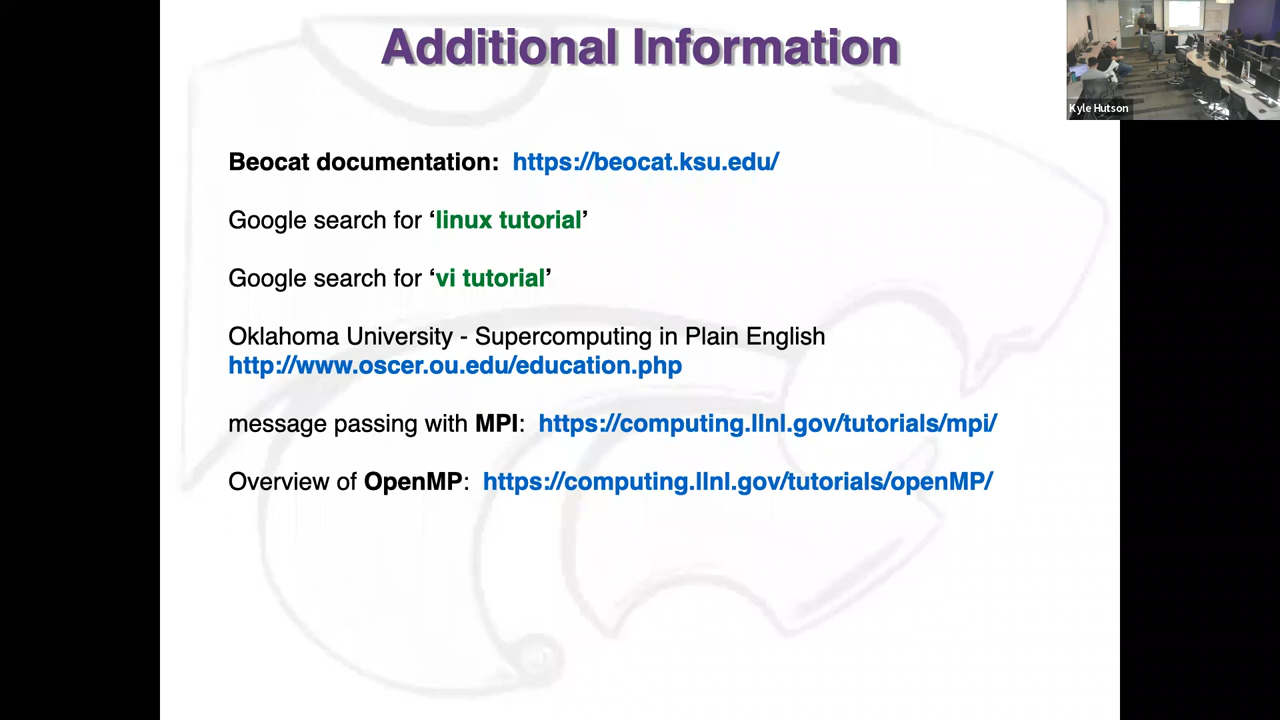 Additional Information
Kyle Hutson
Beocat documentation: https://beocat.ksu.edu/
Google search for ‘linux tutorial’
Google search for ‘vi tutorial’
Oklahoma University - Supercomputing in Plain English
http://www.oscer.ou.edu/education.php
message passing with MPI: https://computing.llnl.gov/tutorials/mpi/
Overview of OpenMP: https://computing.llnl.gov/tutorials/openMP/